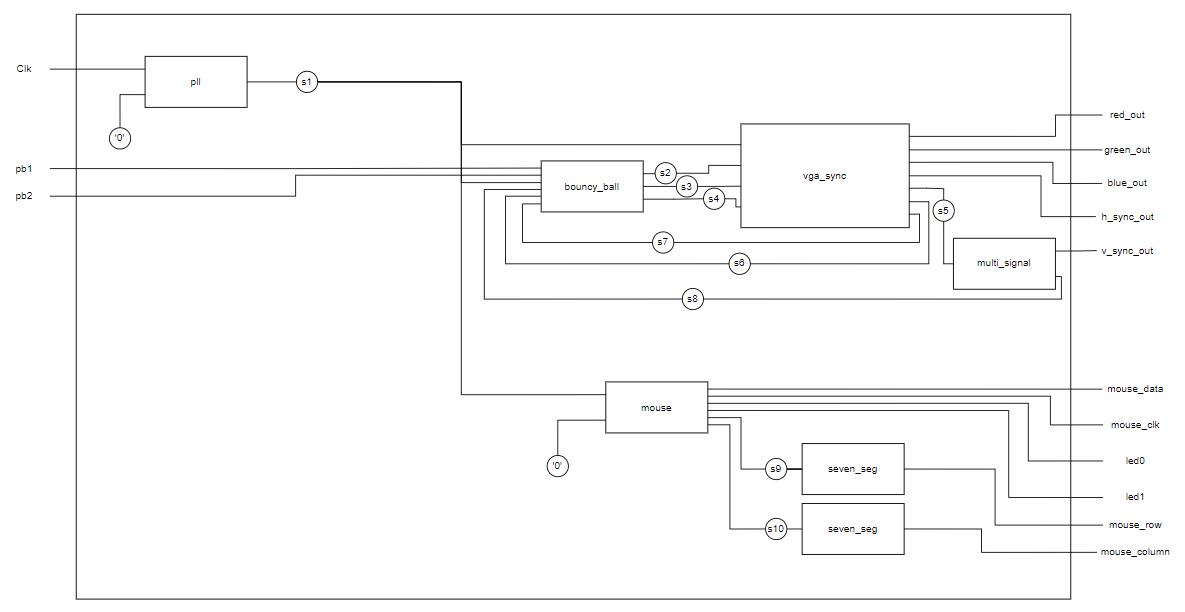 Clk
pll
s1
'0'
red_out
green_out
blue_out
h_sync_out
v_sync_out
pb1
pb2
bouncy_ball
s2
s3
s4
vga_sync
s5
s7
s6
s8
multi_signal
mouse
'0'
mouse_data
mouse_clk
led0
led1
mouse_row
mouse_column
s9
seven_seg
s10
seven_seg